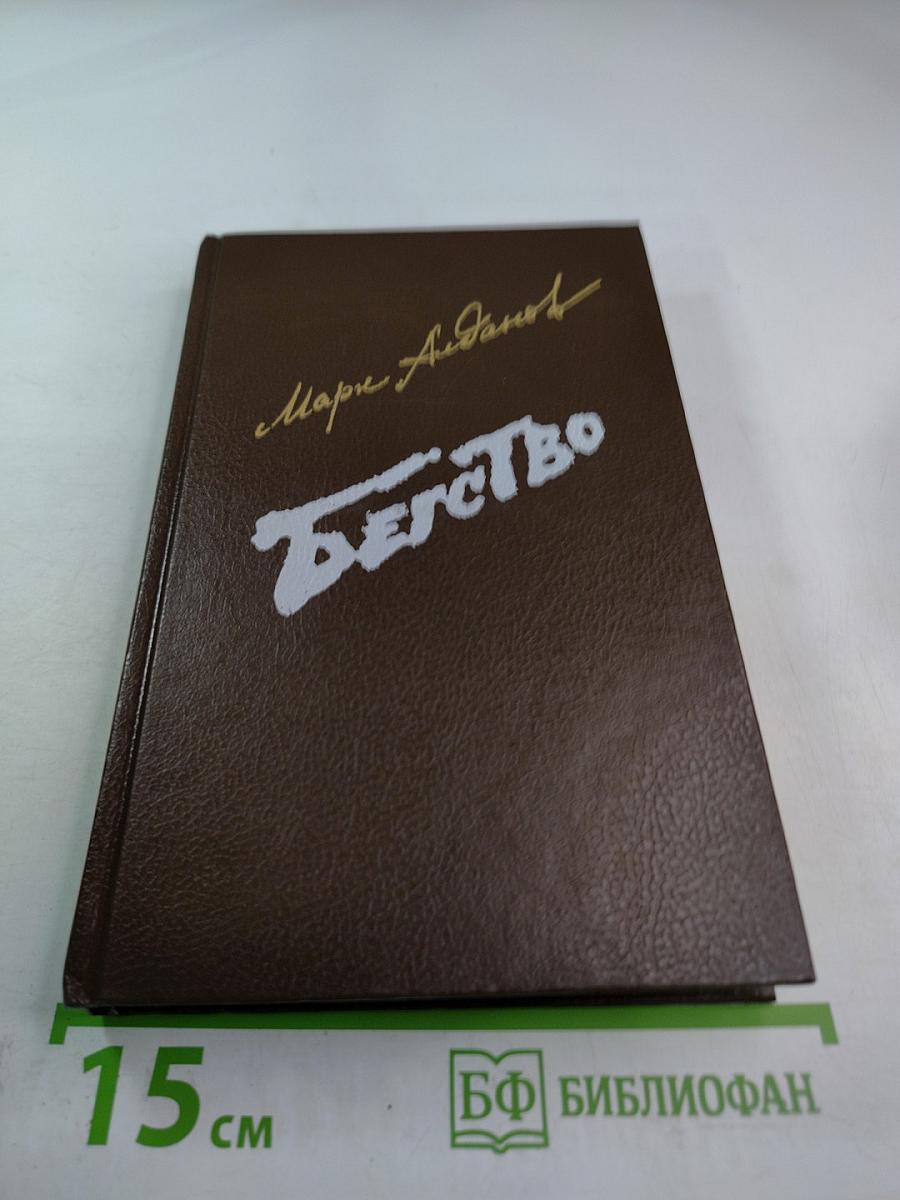 Марк Алданов
Бегство
15 см
БФ БИБЛИОФАН